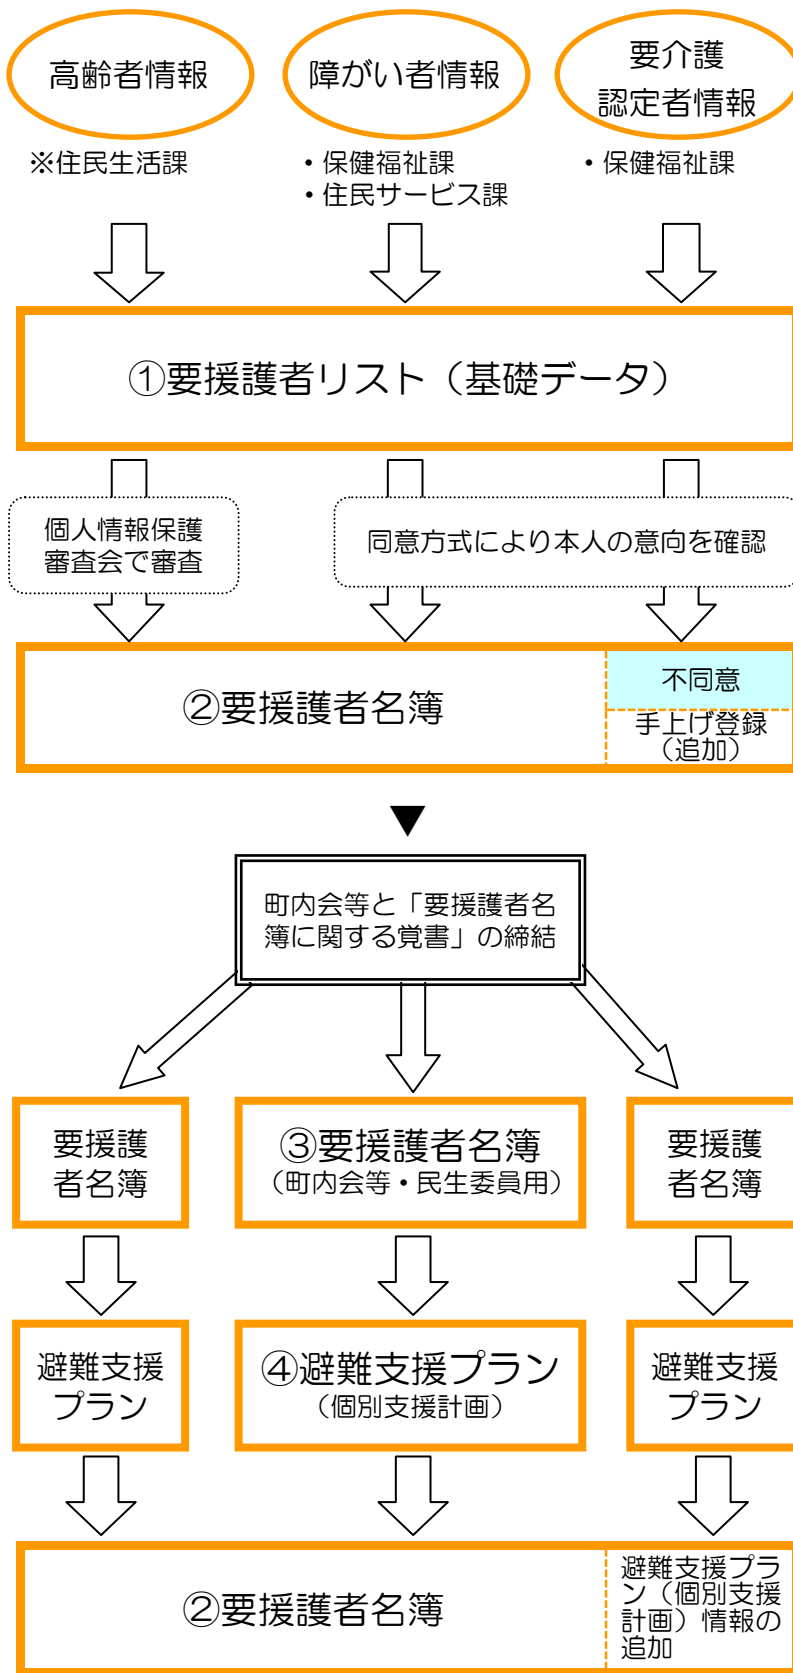 高齢者情報
障がい者情報
要介護
認定者情報
※住民生活課
・保健福祉課
・住民サービス課
・保健福祉課
①要援護者リスト（基礎データ）
個人情報保護
審査会で審査
同意方式により本人の意向を確認
②要援護者名簿
不同意
手上げ登録
（追加）
▼
町内会等と「要援護者名
簿に関する覚書」の締結
要援護
者名簿
③要援護者名簿
（町内会等・民生委員用）
要援護
者名簿
避難支援
プラン
④避難支援プラン
（個別支援計画）
避難支援
プラン
②要援護者名簿
避難支援プラ
ン（個別支援
計画）情報の
追加